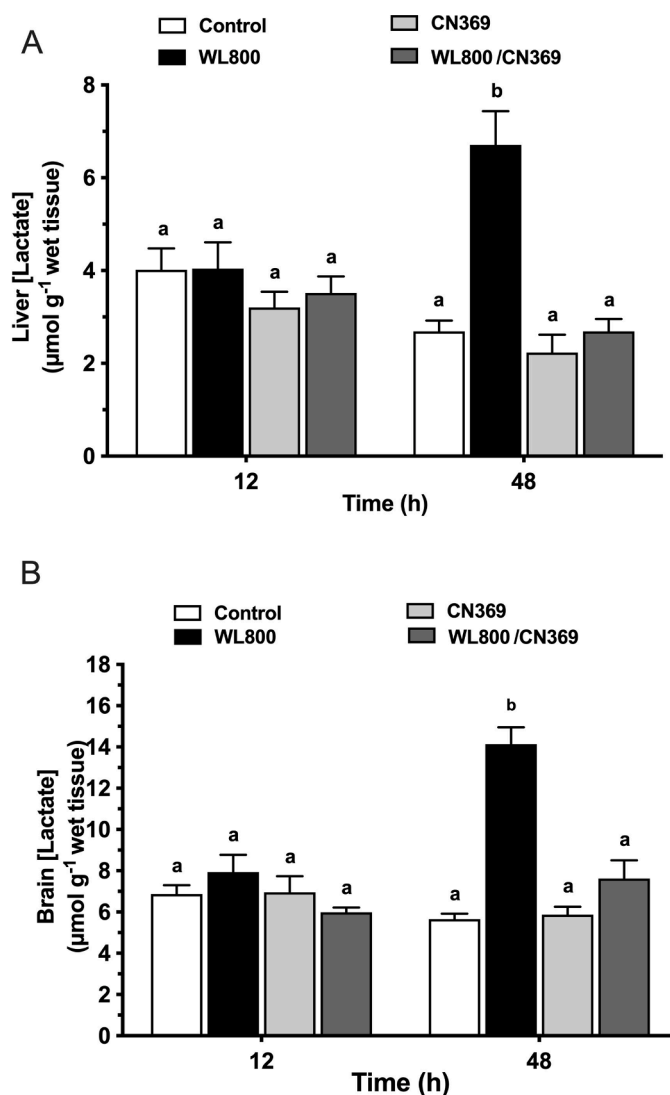 A
Control
CN369
WL800
WL800/CN369
Liver [Lactate]
(µmol g⁻¹ wet tissue)
8
6
4
2
0
a
a
a
a
a
b
a
a
12
48
Time (h)
B
Control
CN369
WL800
WL800/CN369
Brain [Lactate]
(µmol g⁻¹ wet tissue)
18
16
14
12
10
8
6
4
2
0
a
a
a
a
a
b
a
a
12
48
Time (h)